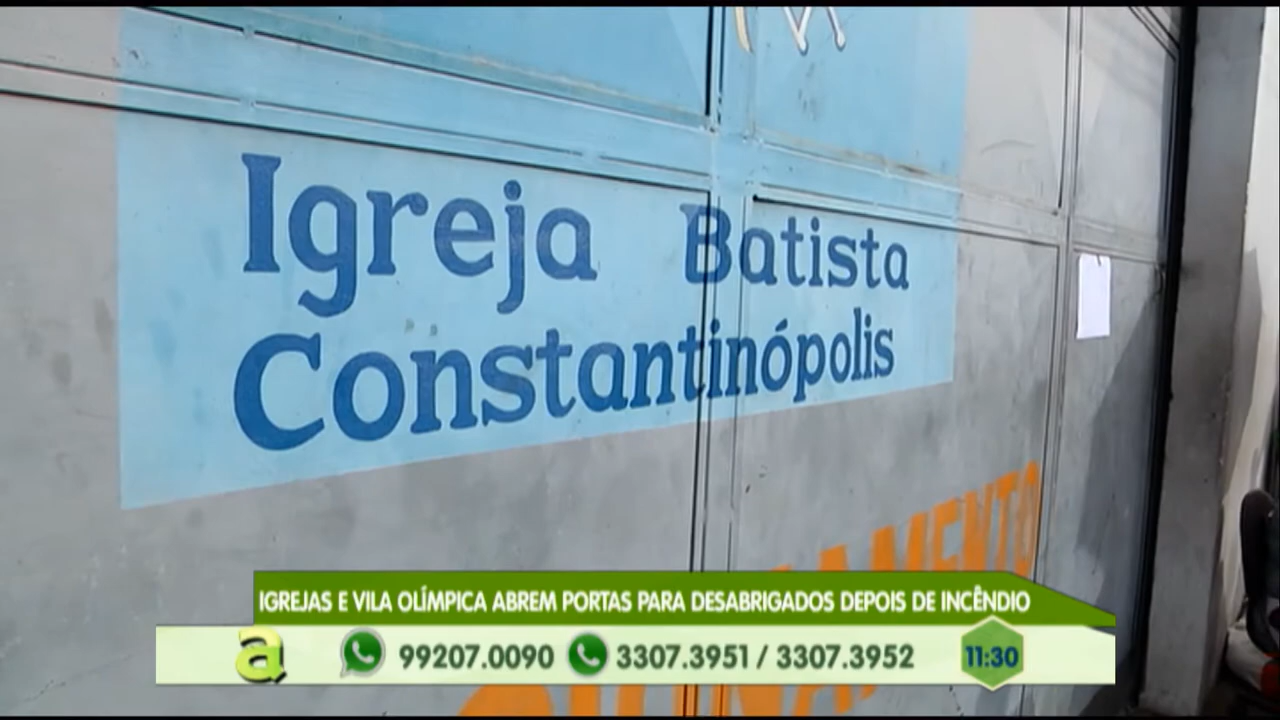 Igreja Batista
Constantinópolis
IGREJAS E VILA OLÍMPICA ABREM PORTAS PARA DESABRIGADOS DEPOIS DE INCÊNDIO
a 99207.0090 3307.3951 / 3307.3952 11:30